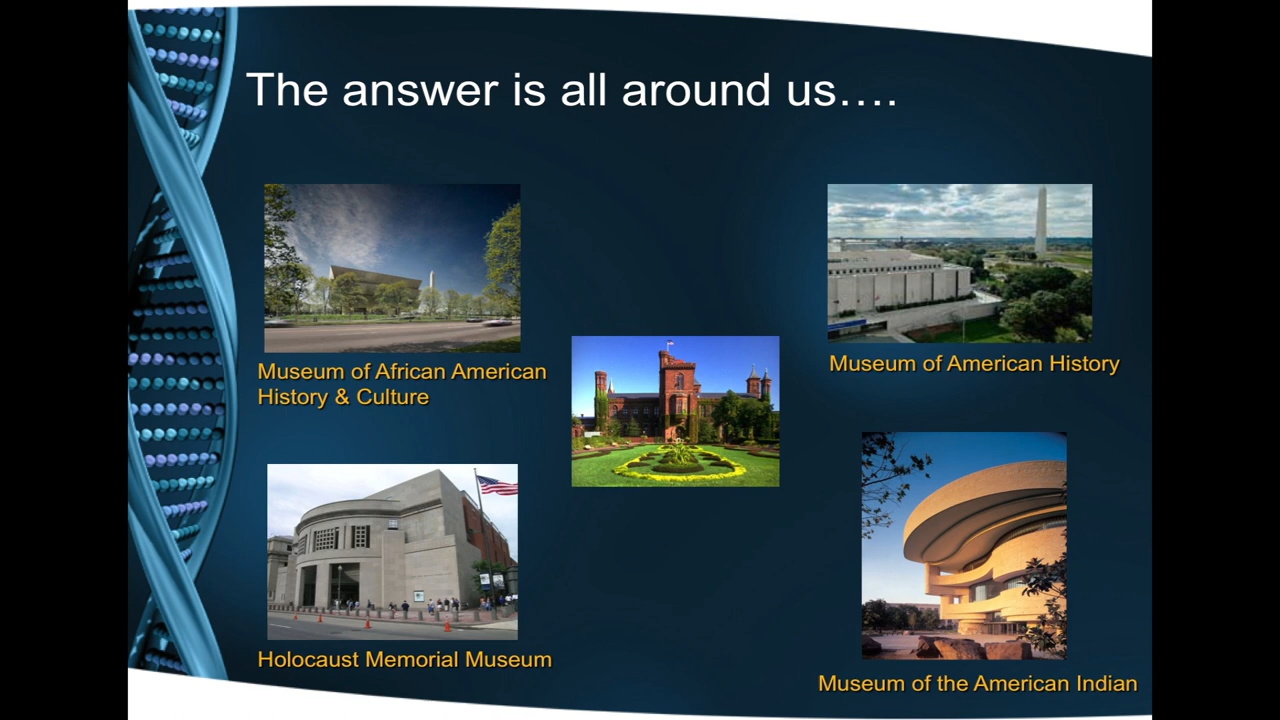 The answer is all around us….
Museum of African American
History & Culture
Museum of American History
Holocaust Memorial Museum
Museum of the American Indian